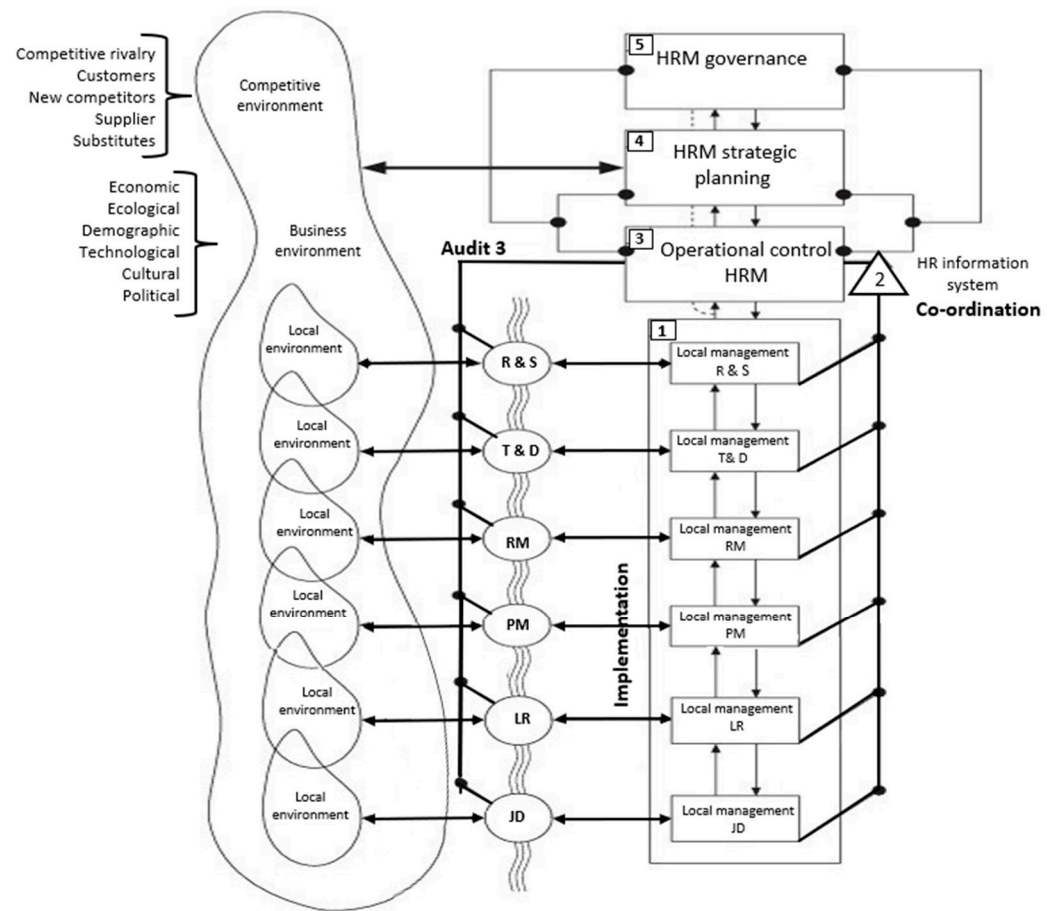 Competitive rivalry
Customers
New competitors
Supplier
Substitutes
Economic
Ecological
Demographic
Technological
Cultural
Political
Competitive
environment
Business
environment
5
HRM governance
4
HRM strategic
planning
3
Operational control
HRM
Audit 3
2
HR information
system
Co-ordination
1
Local
environment
R & S
Local management
R & S
Local
environment
T & D
Local management
T& D
Local
environment
RM
Local management
RM
Implementation
Local
environment
PM
Local management
PM
Local
environment
LR
Local management
LR
Local
environment
JD
Local management
JD